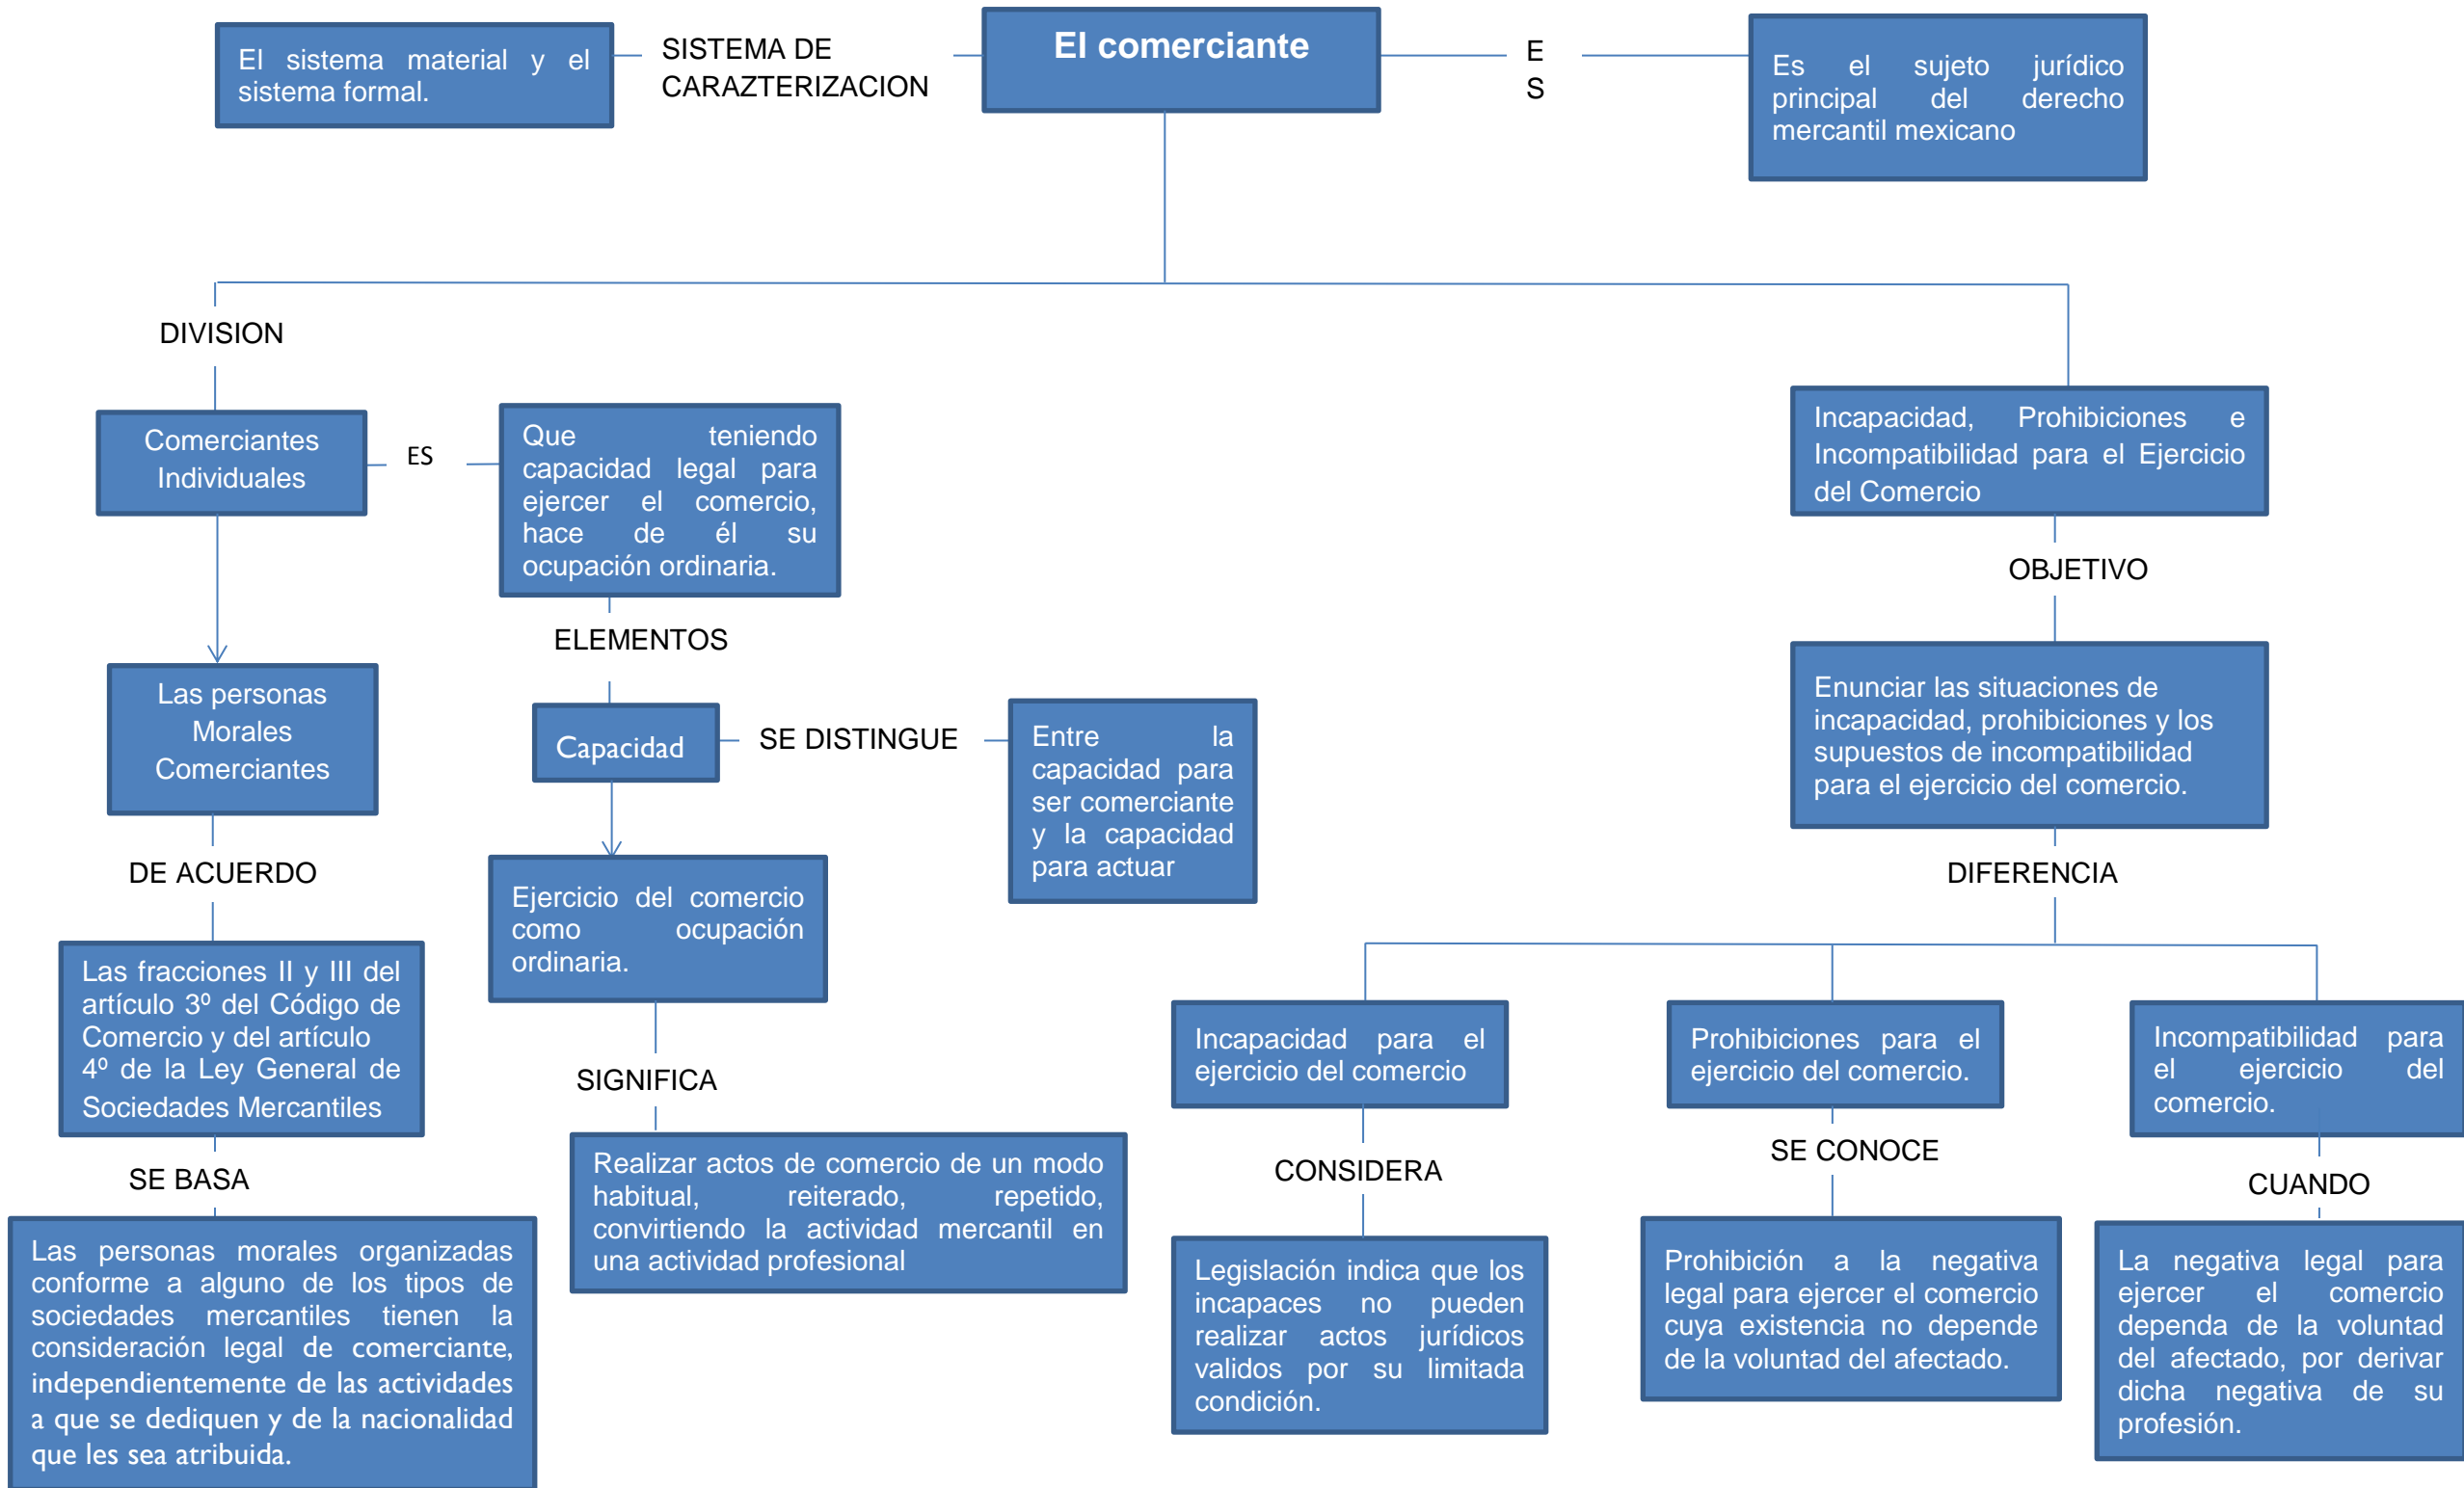 El comerciante
El sistema material y el
sistema formal.
SISTEMA DE
CARAZTERIZACION
E
S
Es el sujeto jurídico
principal del derecho
mercantil mexicano
DIVISION
Comerciantes
Individuales
ES
Que teniendo
capacidad legal para
ejercer el comercio,
hace de él su
ocupación ordinaria.
ELEMENTOS
Capacidad
SE DISTINGUE
Entre la
capacidad para
ser comerciante
y la capacidad
para actuar
Ejercicio del comercio
como ocupación
ordinaria.
SIGNIFICA
Realizar actos de comercio de un modo
habitual, reiterado, repetido,
convirtiendo la actividad mercantil en
una actividad profesional
Las personas
Morales
Comerciantes
DE ACUERDO
Las fracciones II y III del
artículo 3º del Código de
Comercio y del artículo
4º de la Ley General de
Sociedades Mercantiles
SE BASA
Las personas morales organizadas
conforme a alguno de los tipos de
sociedades mercantiles tienen la
consideración legal de comerciante,
independientemente de las actividades
a que se dediquen y de la nacionalidad
que les sea atribuida.
Incapacidad, Prohibiciones e
Incompatibilidad para el Ejercicio
del Comercio
OBJETIVO
Enunciar las situaciones de
incapacidad, prohibiciones y los
supuestos de incompatibilidad
para el ejercicio del comercio.
DIFERENCIA
Incapacidad para el
ejercicio del comercio
CONSIDERA
Legislación indica que los
incapaces no pueden
realizar actos jurídicos
validos por su limitada
condición.
Prohibiciones para el
ejercicio del comercio.
SE CONOCE
Prohibición a la negativa
legal para ejercer el comercio
cuya existencia no depende
de la voluntad del afectado.
Incompatibilidad para
el ejercicio del
comercio.
CUANDO
La negativa legal para
ejercer el comercio
dependa de la voluntad
del afectado, por derivar
dicha negativa de su
profesión.